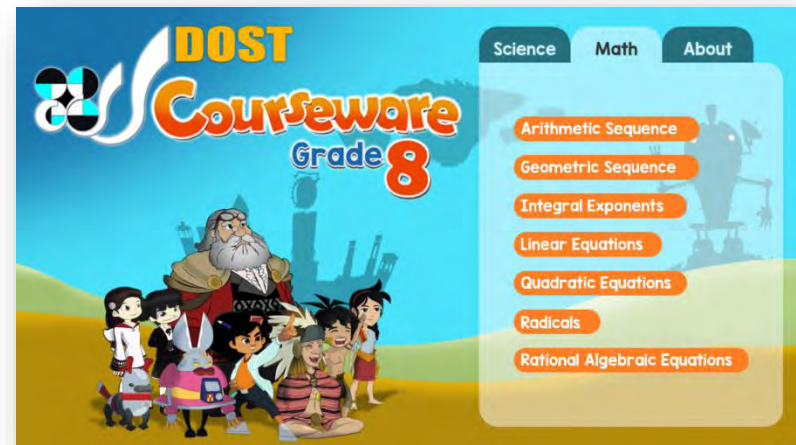 DOST
Courseware
Grade 8
Science Math About
Arithmetic Sequence
Geometric Sequence
Integral Exponents
Linear Equations
Quadratic Equations
Radicals
Rational Algebraic Equations